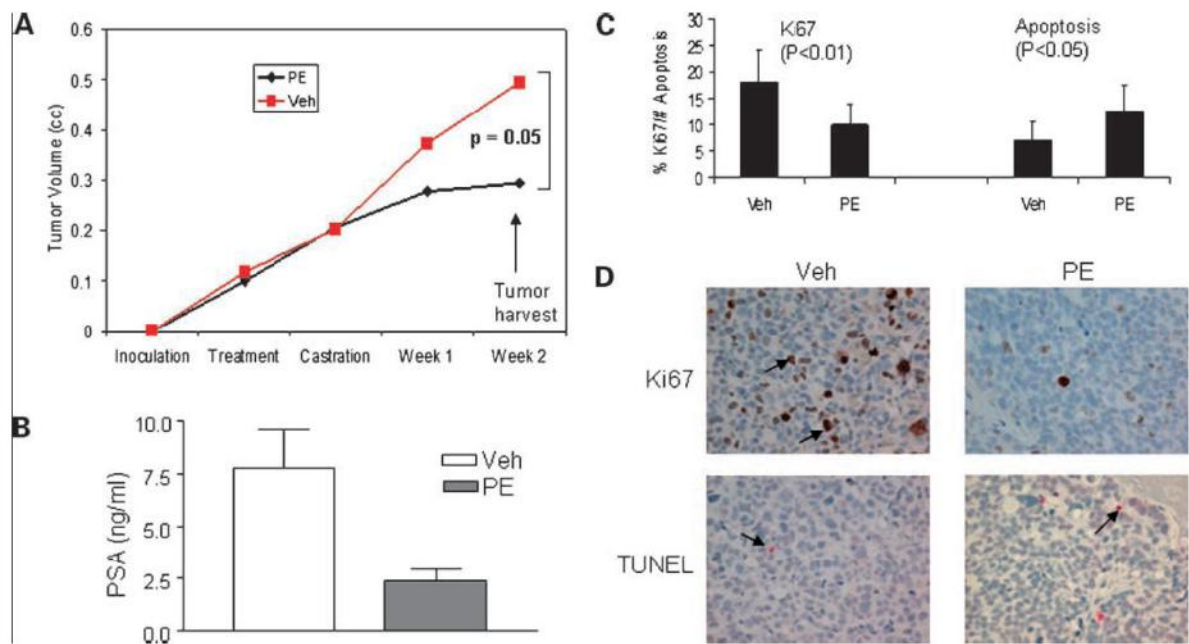 A
PE
Veh
Tumor Volume (cc)
0.6
0.5
0.4
0.3
0.2
0.1
0
p = 0.05
Tumor
harvest
Inoculation
Treatment
Castration
Week 1
Week 2
B
PSA (ng/ml)
10.0
7.5
5.0
2.5
0.0
Veh
PE
C
% Ki67/# Apoptosis
30
25
20
15
10
5
0
Ki67
(P<0.01)
Apoptosis
(P<0.05)
Veh
PE
Veh
PE
D
Veh
PE
Ki67
TUNEL